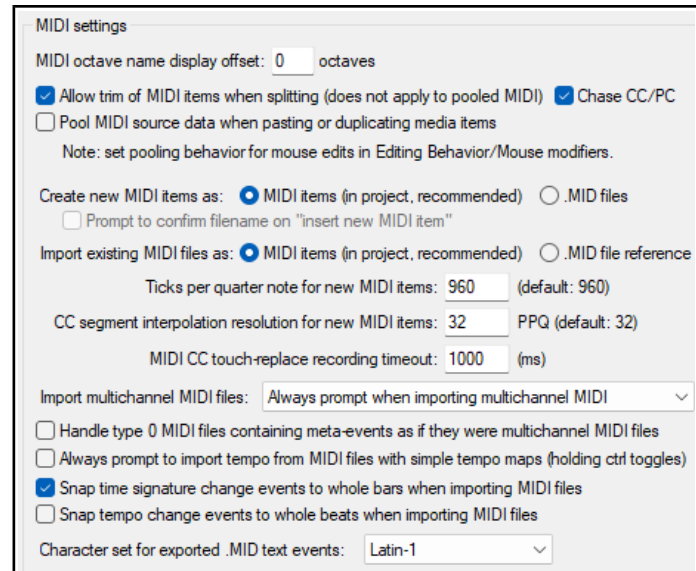 MIDI settings
MIDI octave name display offset: 0 octaves
Allow trim of MIDI items when splitting (does not apply to pooled MIDI) Chase CC/PC
Pool MIDI source data when pasting or duplicating media items
Note: set pooling behavior for mouse edits in Editing Behavior/Mouse modifiers.
Create new MIDI items as: MIDI items (in project, recommended) .MID files
Prompt to confirm filename on "insert new MIDI item"
Import existing MIDI files as: MIDI items (in project, recommended) .MID file reference
Ticks per quarter note for new MIDI items: 960 (default: 960)
CC segment interpolation resolution for new MIDI items: 32 PPQ (default: 32)
MIDI CC touch-replace recording timeout: 1000 (ms)
Import multichannel MIDI files: Always prompt when importing multichannel MIDI
Handle type 0 MIDI files containing meta-events as if they were multichannel MIDI files
Always prompt to import tempo from MIDI files with simple tempo maps (holding ctrl toggles)
Snap time signature change events to whole bars when importing MIDI files
Snap tempo change events to whole beats when importing MIDI files
Character set for exported .MID text events: Latin-1